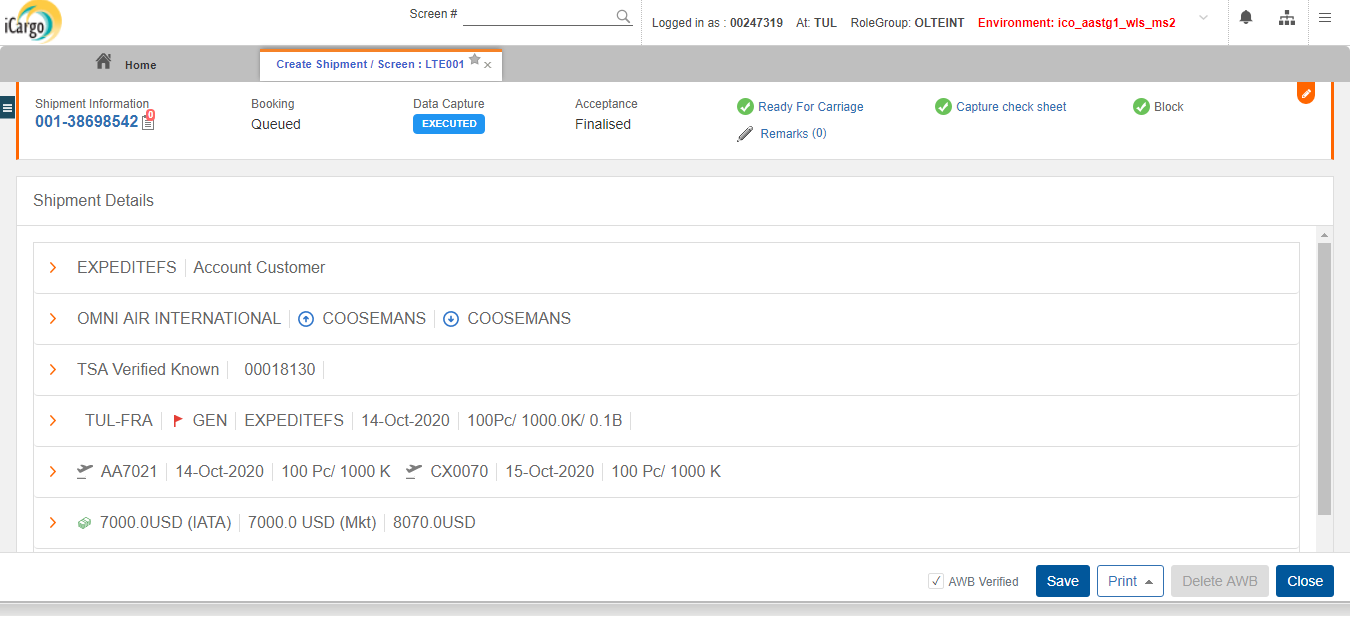 iCargo
Screen #
Logged in as : 00247319 At: TUL RoleGroup: OLTEINT Environment: ico_aastg1_wls_ms2
Home
Create Shipment / Screen : LTE001
Shipment Information Booking Data Capture Acceptance Ready For Carriage Capture check sheet Block
001-38698542 0 Queued EXECUTED Finalised Remarks (0)
Shipment Details
EXPEDITEFS Account Customer
OMNI AIR INTERNATIONAL COOSEMANS COOSEMANS
TSA Verified Known 00018130
TUL-FRA GEN EXPEDITEFS 14-Oct-2020 100Pc/ 1000.0K/ 0.1B
AA7021 14-Oct-2020 100 Pc/ 1000 K CX0070 15-Oct-2020 100 Pc/ 1000 K
7000.0USD (IATA) 7000.0 USD (Mkt) 8070.0USD
AWB Verified Save Print Delete AWB Close